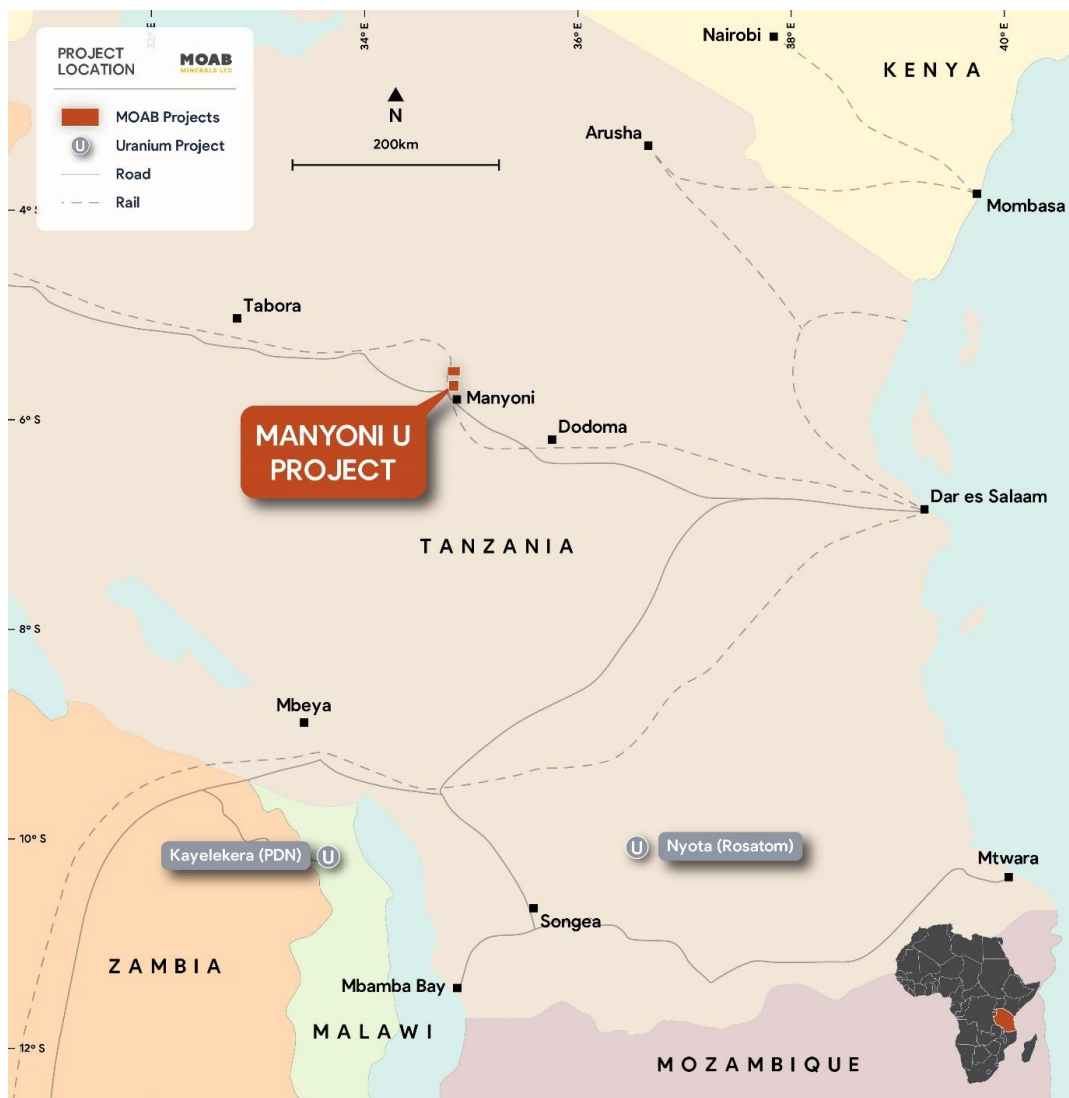 PROJECT
LOCATION
MOAB
MINERALS LTD
MOAB Projects
U Uranium Project
Road
Rail
32° E
34° E
36° E
38° E
40° E
N
200km
Nairobi
KENYA
Arusha
Mombasa
4° S
Tabora
Manyoni
6° S
MANYONI U
PROJECT
Dodoma
Dar es Salaam
TANZANIA
8° S
Mbeya
10° S
Kayelekera (PDN) U
U Nyota (Rosatom)
Mtwara
Songea
ZAMBIA
Mbamba Bay
MALAWI
12° S
MOZAMBIQUE